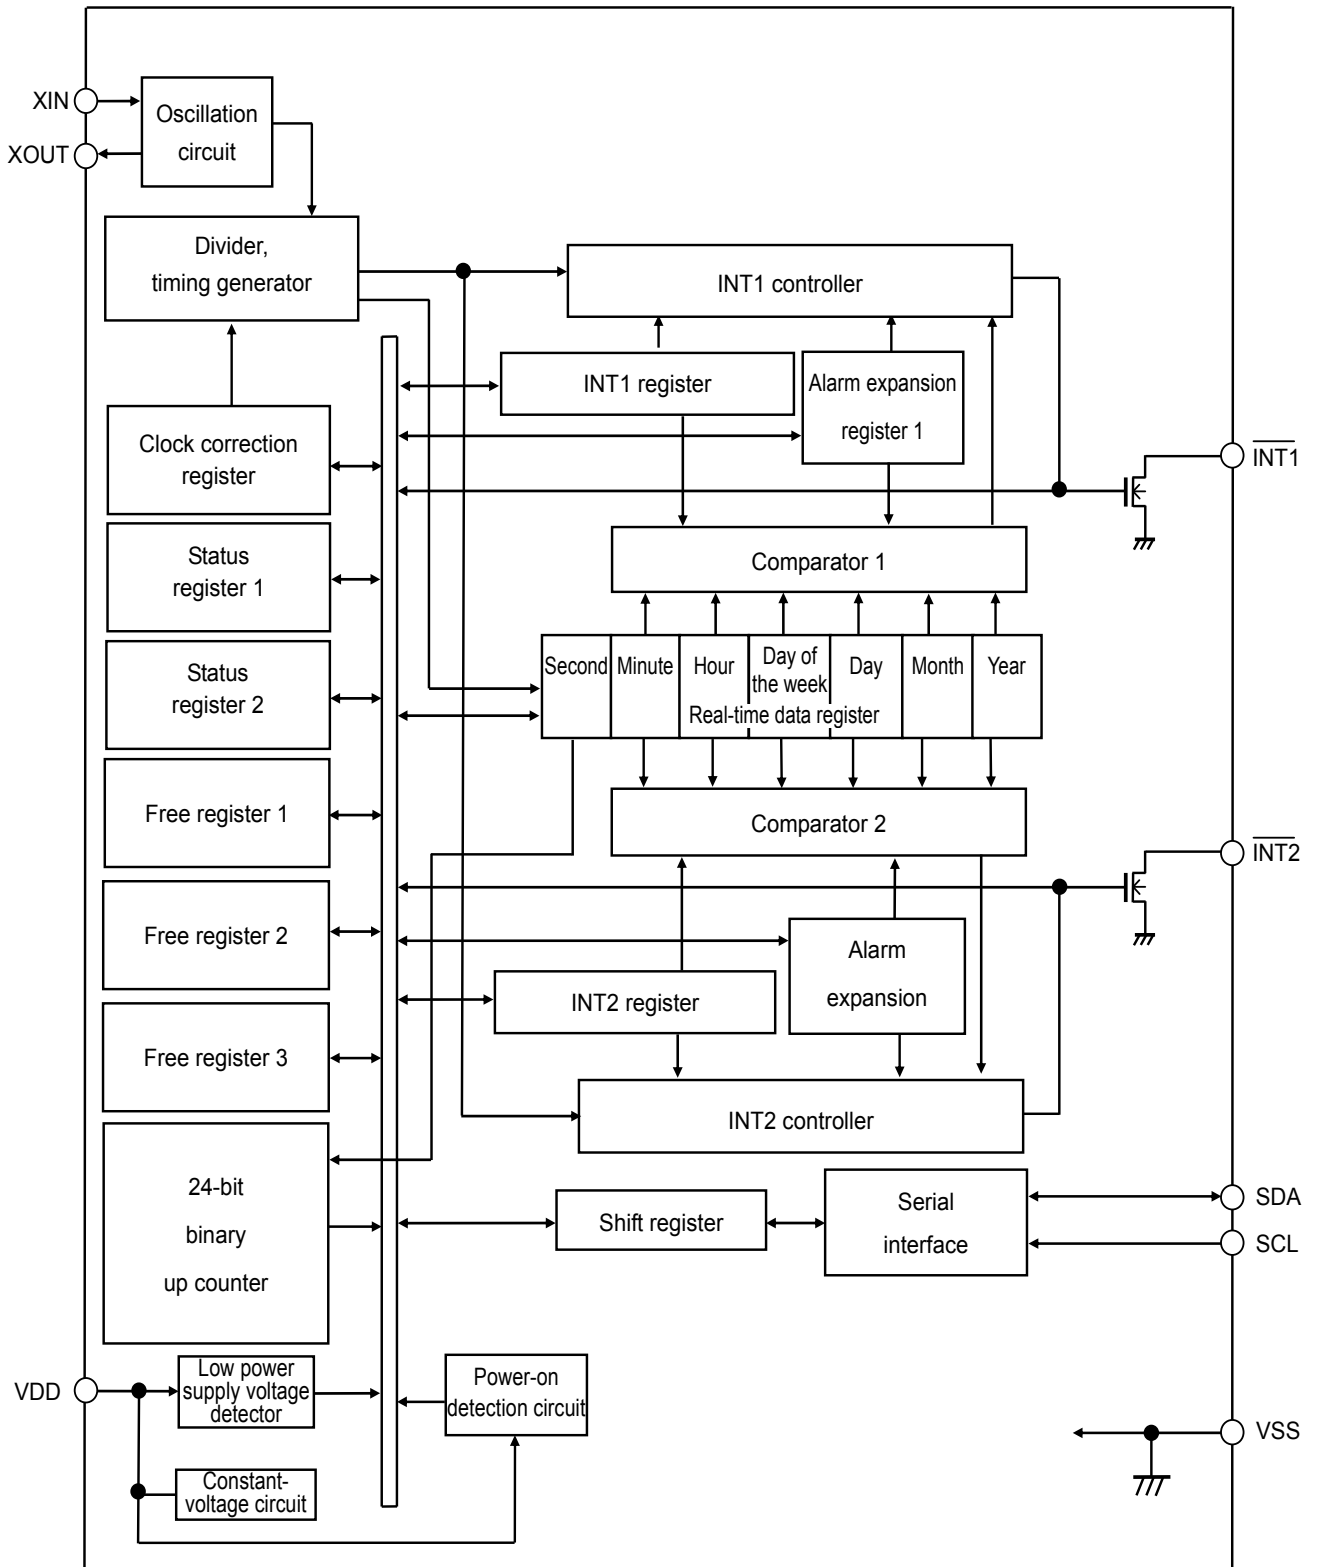 XIN
XOUT
Oscillation
circuit
Divider,
timing generator
INT1 controller
INT1 register
Alarm expansion
register 1
Clock correction
register
INT1
Status
register 1
Comparator 1
Second
Minute
Hour
Day of
the week
Day
Month
Year
Real-time data register
Status
register 2
Free register 1
Comparator 2
INT2
Free register 2
Alarm
expansion
INT2 register
Free register 3
INT2 controller
24-bit
binary
up counter
Shift register
Serial
interface
SDA
SCL
VDD
Low power
supply voltage
detector
Power-on
detection circuit
VSS
Constant-
voltage circuit